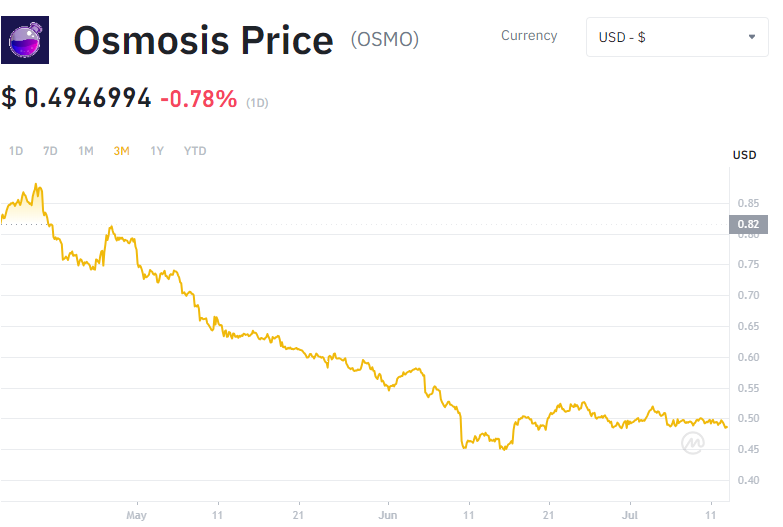 Osmosis Price (OSMO)
Currency
USD - $
$ 0.4946994 -0.78% (1D)
1D 7D 1M 3M 1Y YTD
USD
0.85
0.82
0.80
0.75
0.70
0.65
0.60
0.55
0.50
0.45
0.40
May 11 21 Jun 11 21 Jul 11